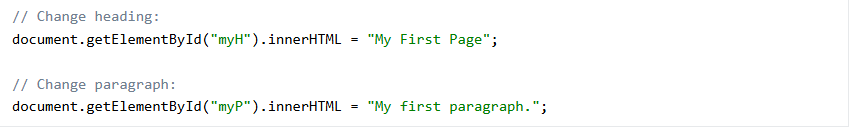 // Change heading:
document.getElementById("myH").innerHTML = "My First Page";
// Change paragraph:
document.getElementById("myP").innerHTML = "My first paragraph.";